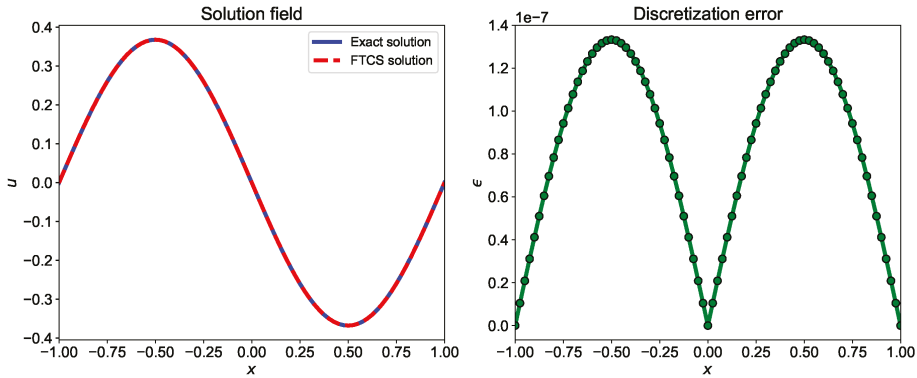 Solution field
Exact solution
FTCS solution
0.4
0.3
0.2
0.1
0.0
−0.1
−0.2
−0.3
−0.4
u
−1.00 −0.75 −0.50 −0.25 0.00 0.25 0.50 0.75 1.00
x
Discretization error
1e−7
1.4
1.2
1.0
0.8
0.6
0.4
0.2
0.0
ϵ
−1.00 −0.75 −0.50 −0.25 0.00 0.25 0.50 0.75 1.00
x